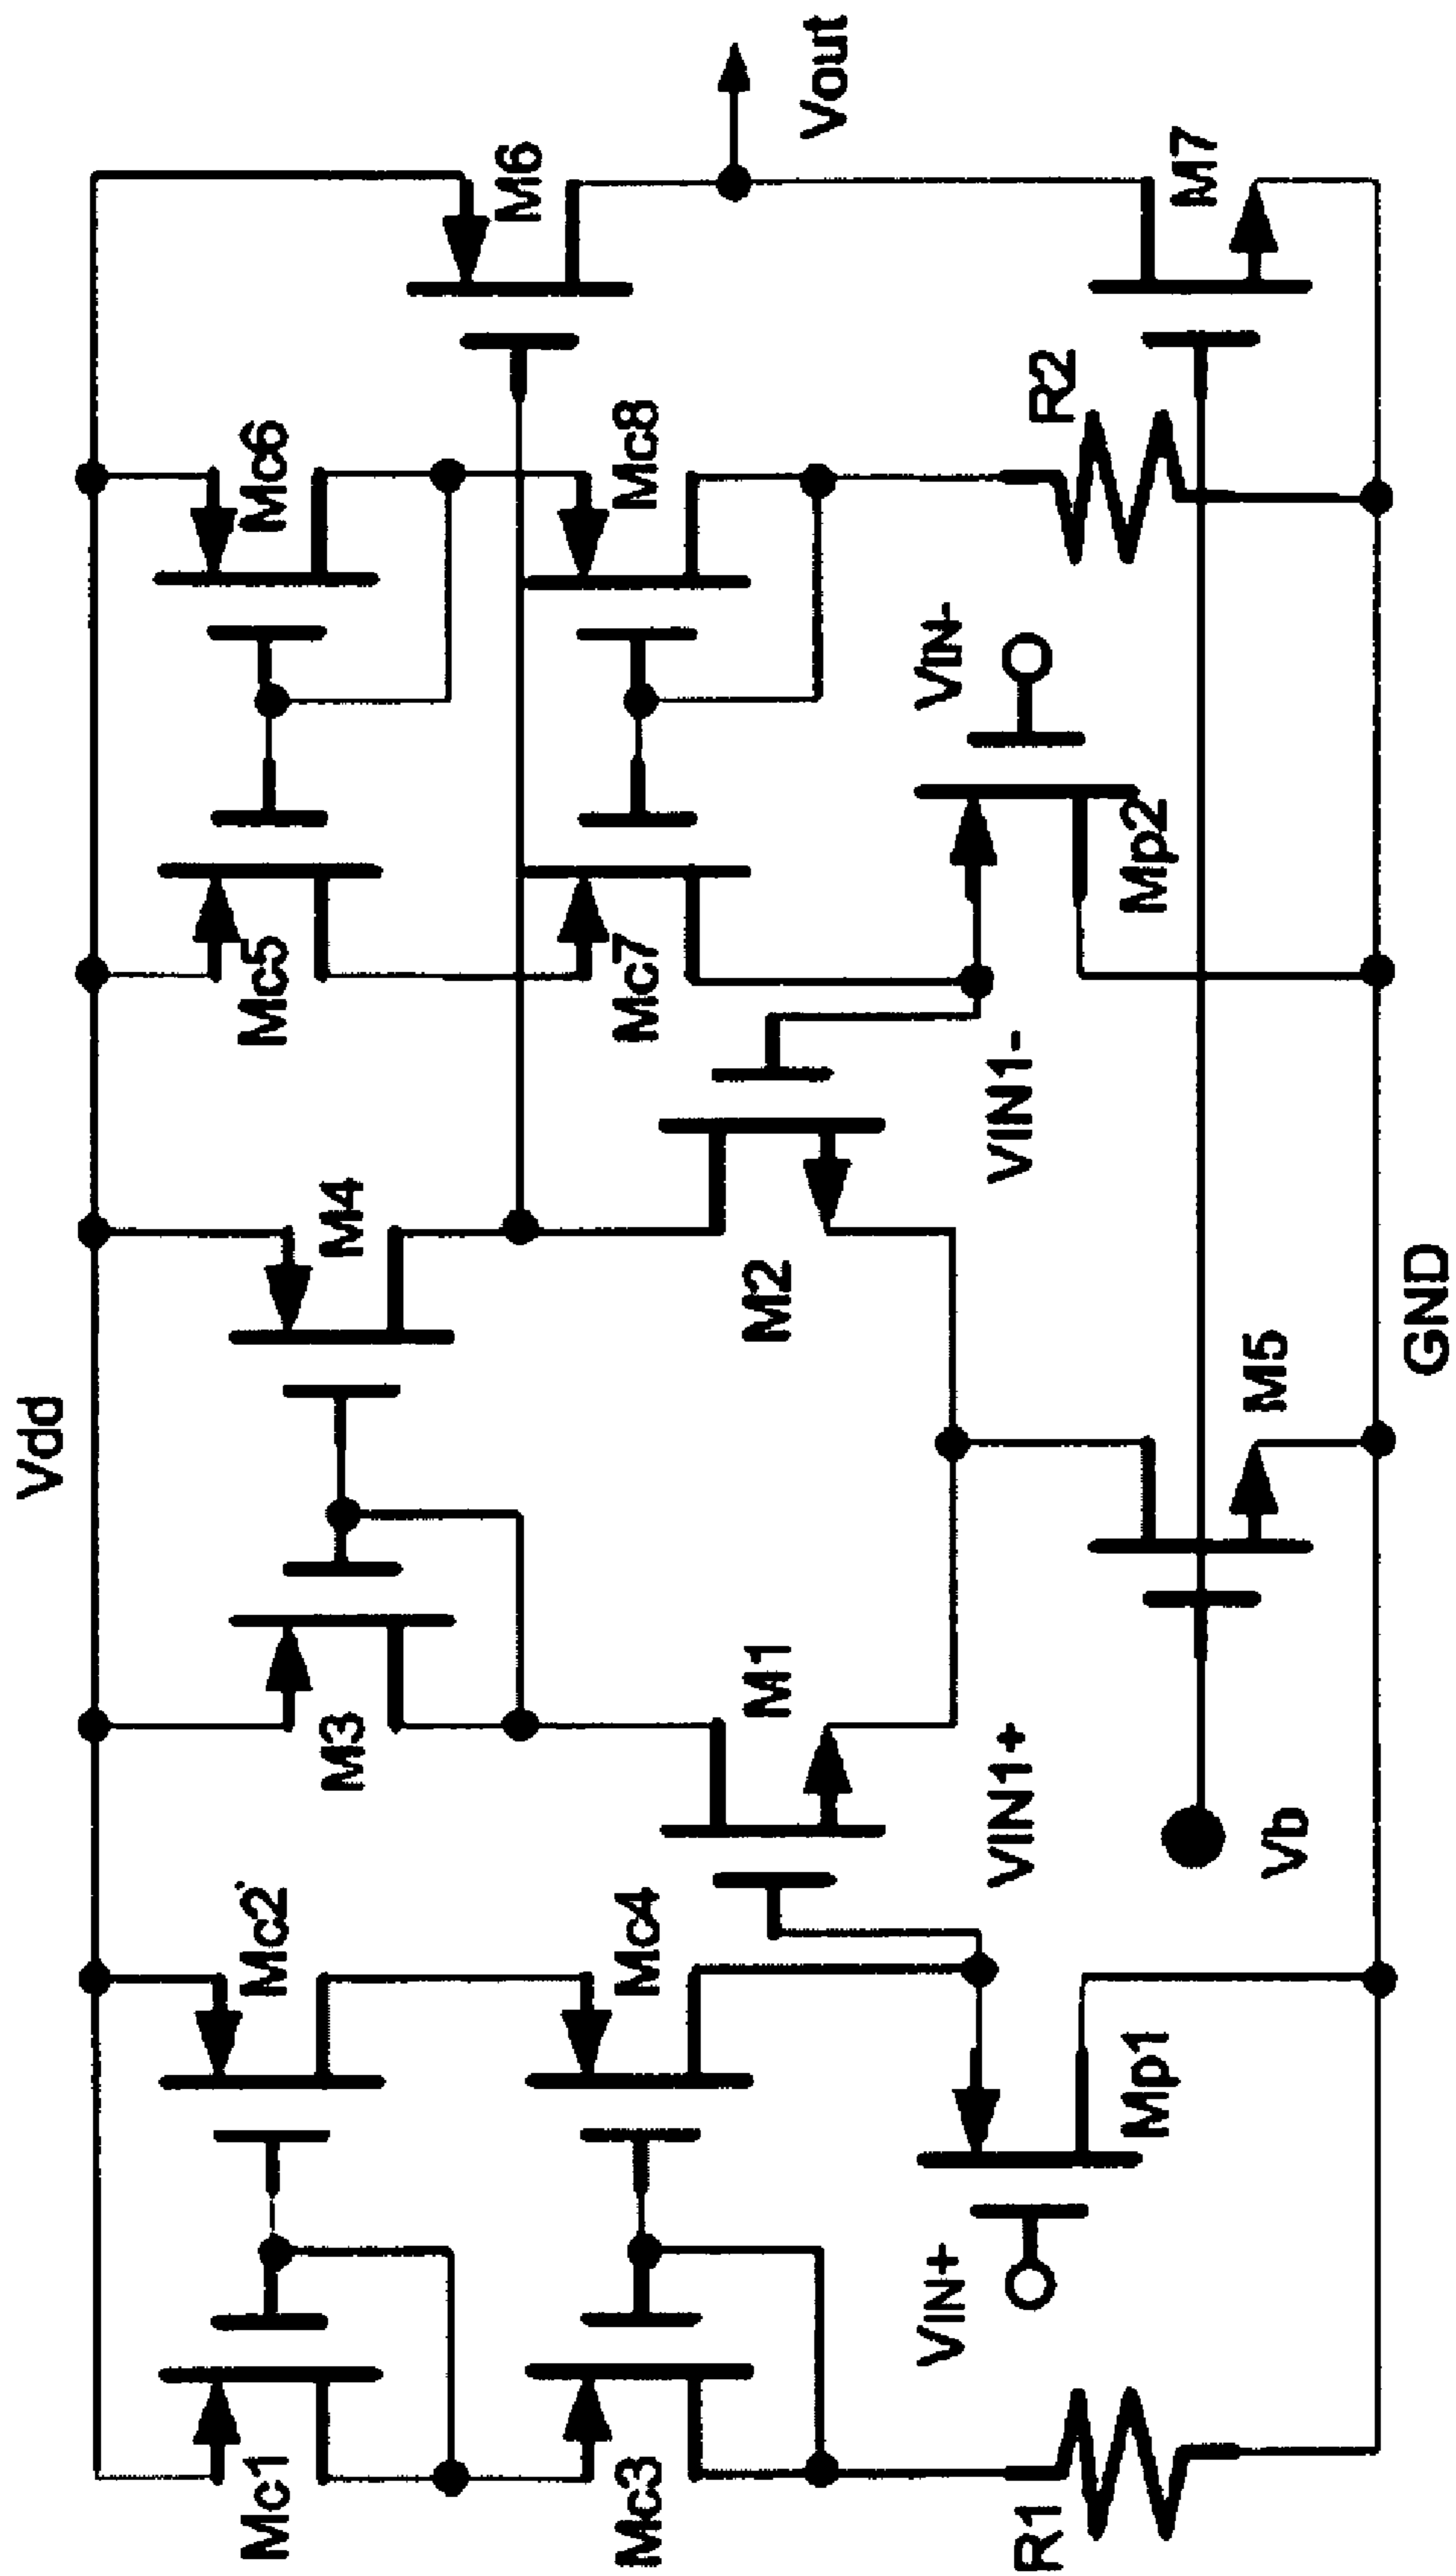 Vdd
Mc1
Mc2
M3
M4
Mc5
Mc6
M6
Mc3
Mc4
Mc7
Mc8
M1
M2
Vout
VIN+
VIN1+
VIN1-
VIN-
R1
Mp1
Mp2
R2
Vb
M5
M7
GND